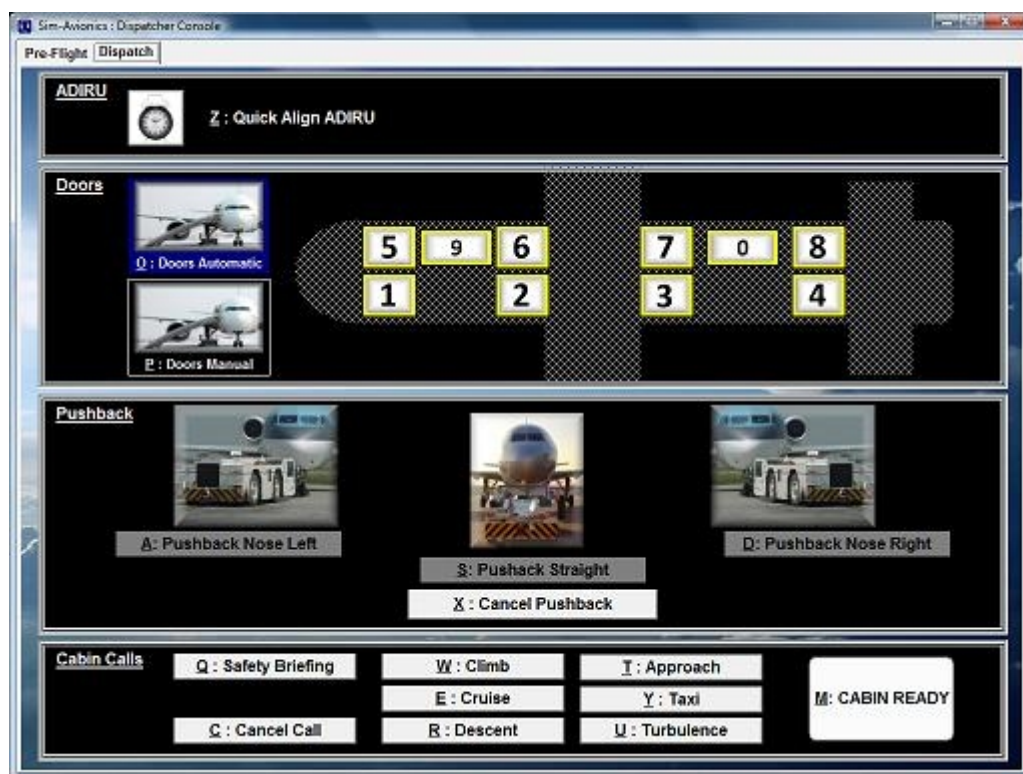 Sim-Avionics : Dispatcher Console
Pre-Flight Dispatch
ADIRU
Z : Quick Align ADIRU
Doors
O : Doors Automatic
P : Doors Manual
5 9 6 7 0 8
1 2 3 4
Pushback
A: Pushback Nose Left
S: Pushack Straight
D: Pushback Nose Right
X : Cancel Pushback
Cabin Calls
Q : Safety Briefing
W : Climb
T : Approach
E : Cruise
Y : Taxi
C : Cancel Call
R : Descent
U : Turbulence
M: CABIN READY